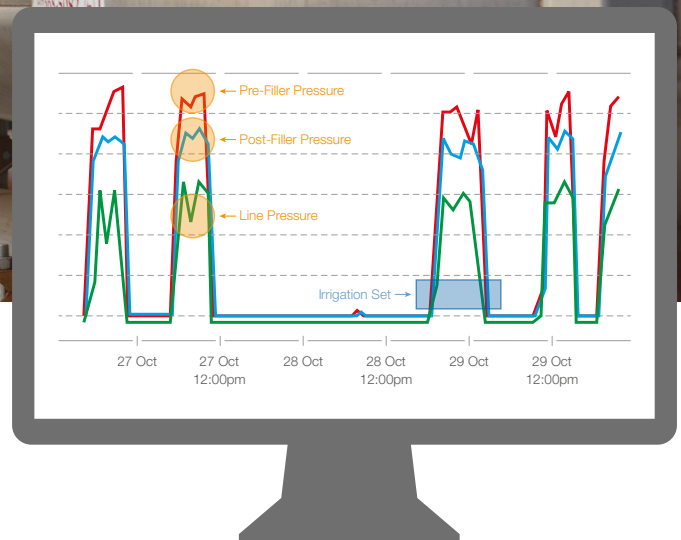 Pre-Filler Pressure
Post-Filler Pressure
Line Pressure
Irrigation Set
27 Oct
27 Oct
12:00pm
28 Oct
28 Oct
12:00pm
29 Oct
29 Oct
12:00pm